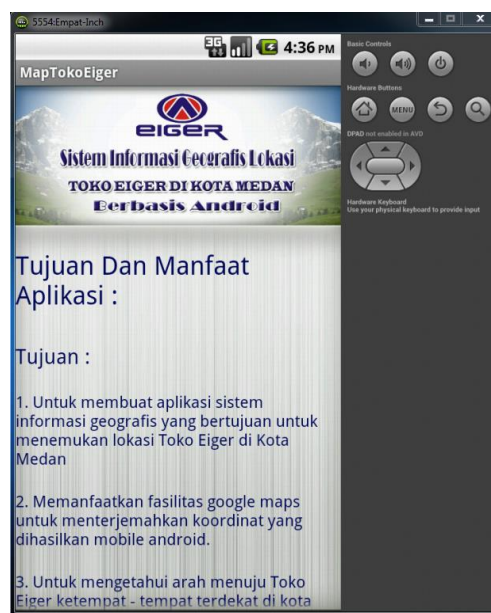 5554:Empat-Inch
3G
4:36 PM
MapTokoEiger
EIGER
Sistem Informasi Geografis Lokasi
TOKO EIGER DI KOTA MEDAN
Berbasis Android
Tujuan Dan Manfaat
Aplikasi :
Tujuan :
1. Untuk membuat aplikasi sistem
informasi geografis yang bertujuan untuk
menemukan lokasi Toko Eiger di Kota
Medan
2. Memanfaatkan fasilitas google maps
untuk menterjemahkan koordinat yang
dihasilkan mobile android.
3. Untuk mengetahui arah menuju Toko
Eiger ketempat - tempat terdekat di kota
Basic Controls
Hardware Buttons
MENU
DPAD not enabled in AVD
Hardware Keyboard
Use your physical keyboard to provide input